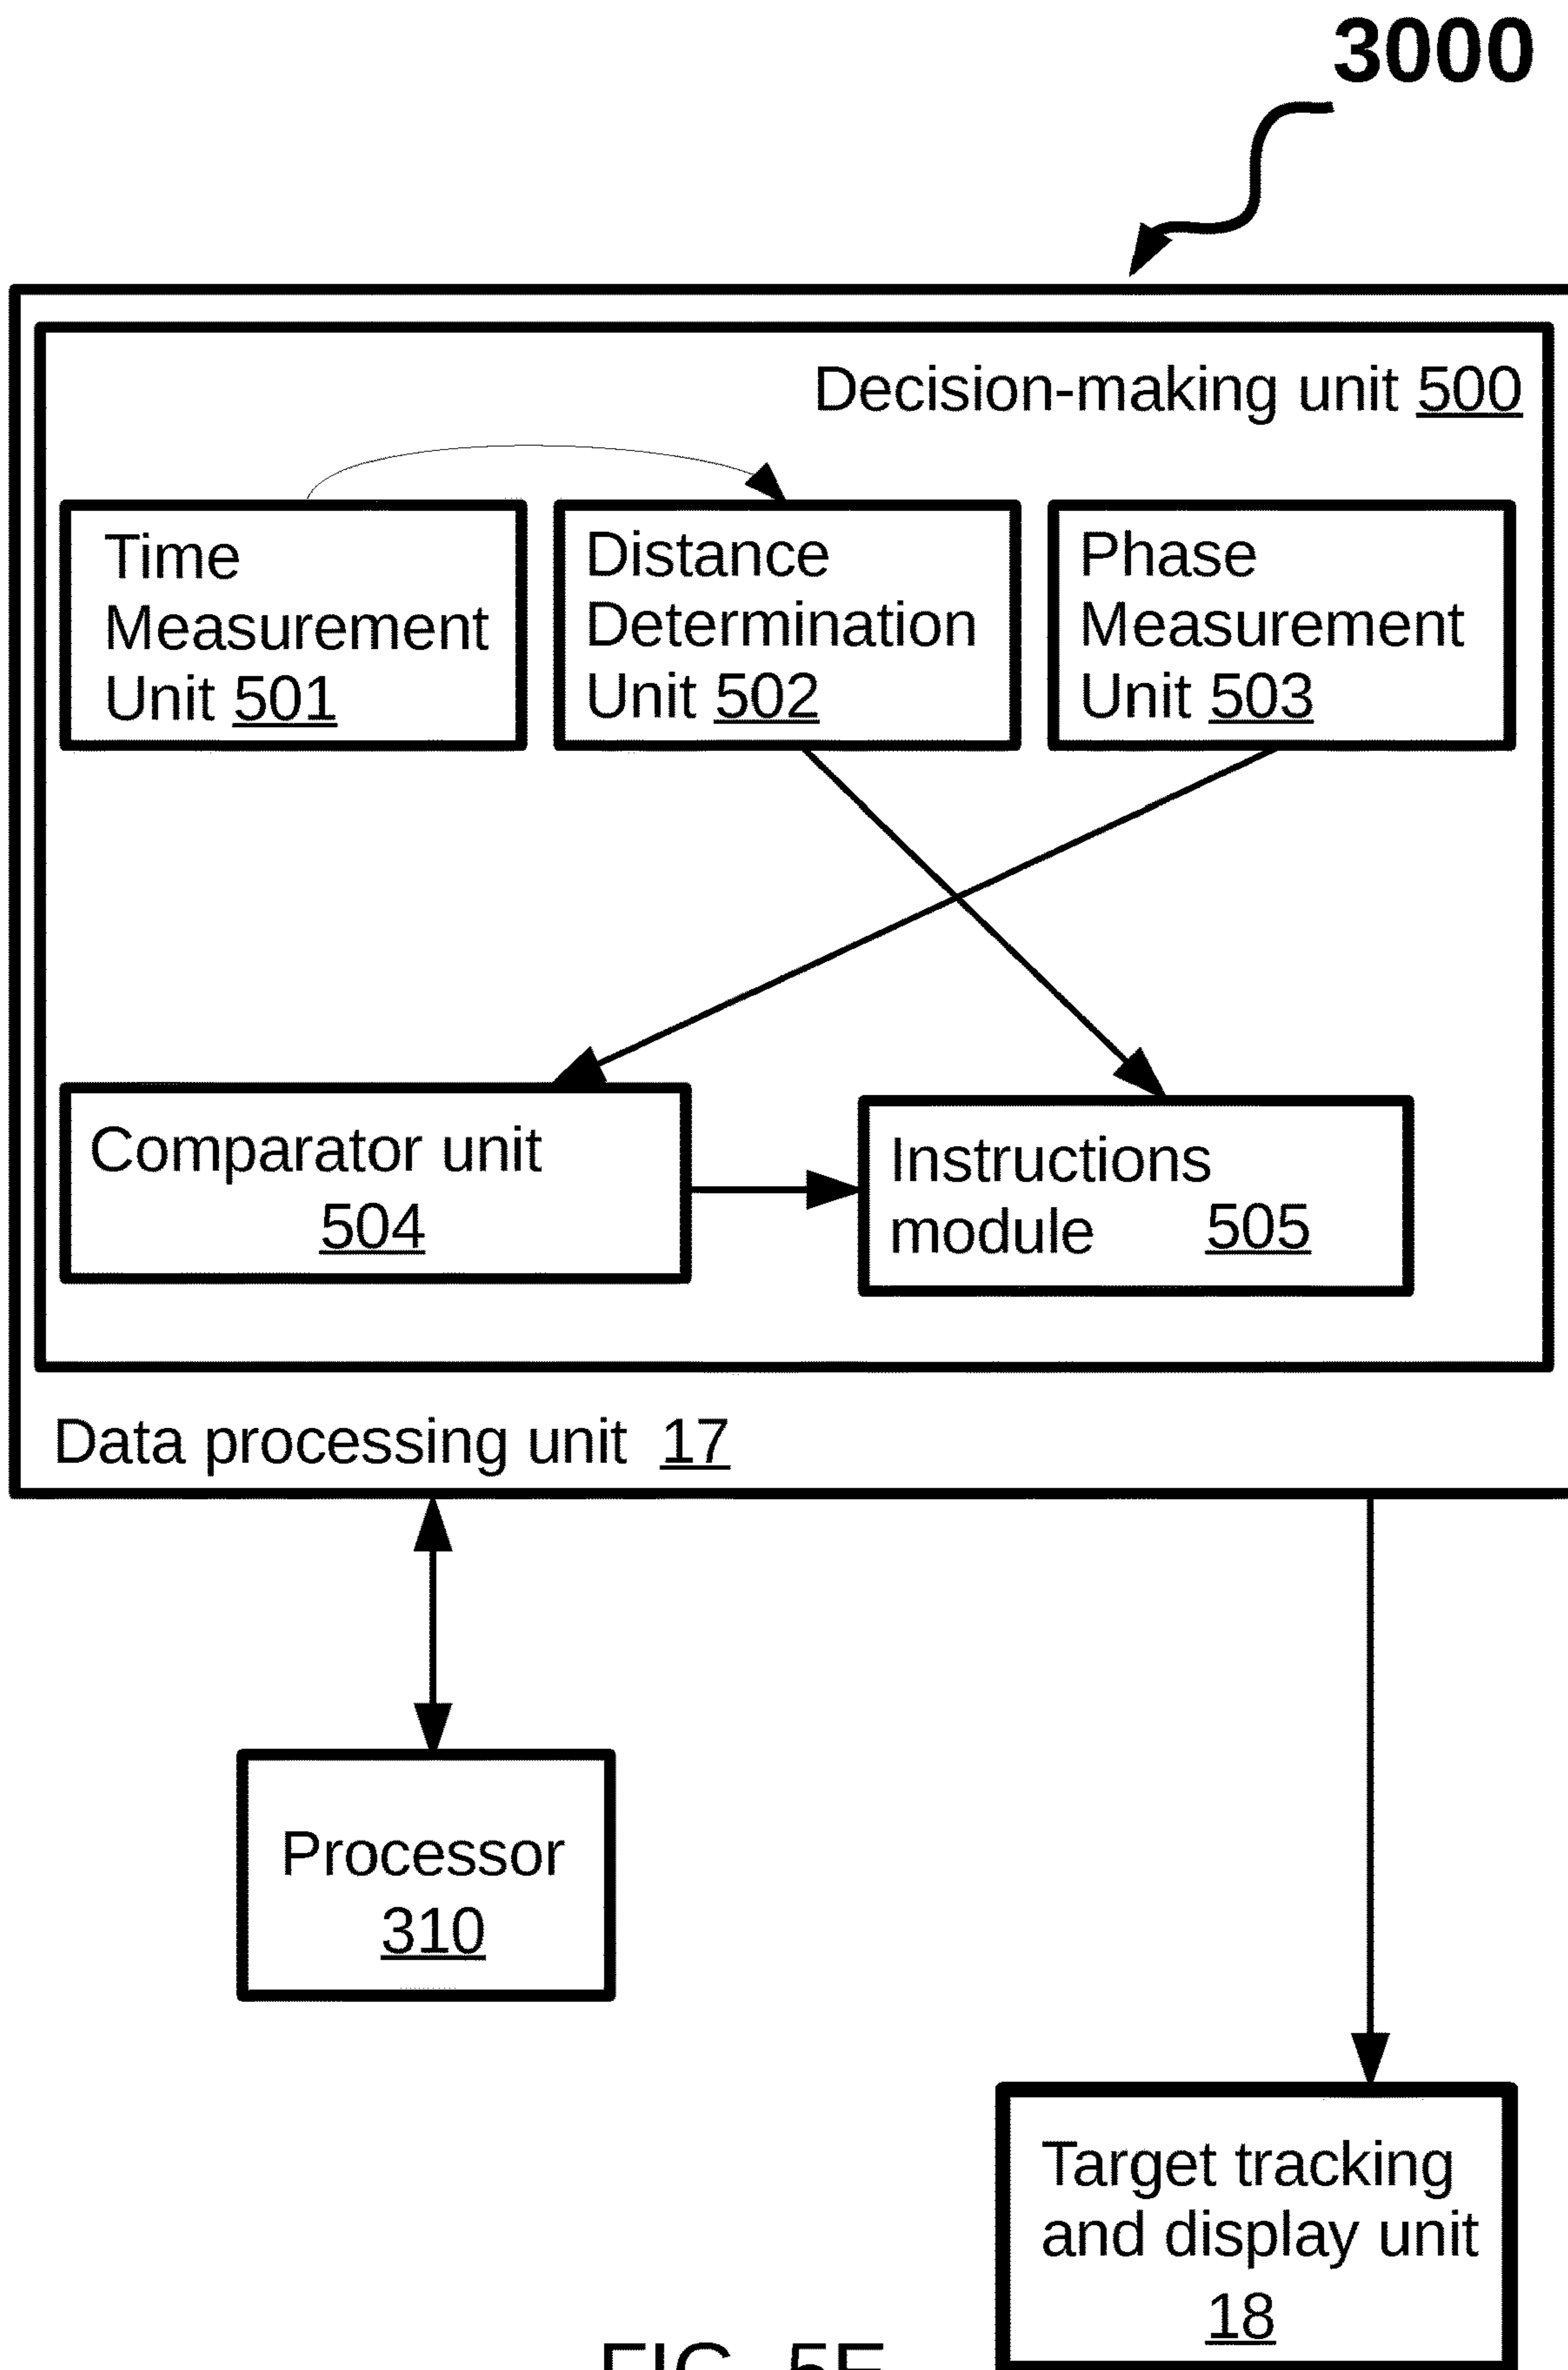 3000
Decision-making unit 500
Time
Measurement
Unit 501
Distance
Determination
Unit 502
Phase
Measurement
Unit 503
Comparator unit
504
Instructions
module 505
Data processing unit 17
Processor
310
Target tracking
and display unit
18